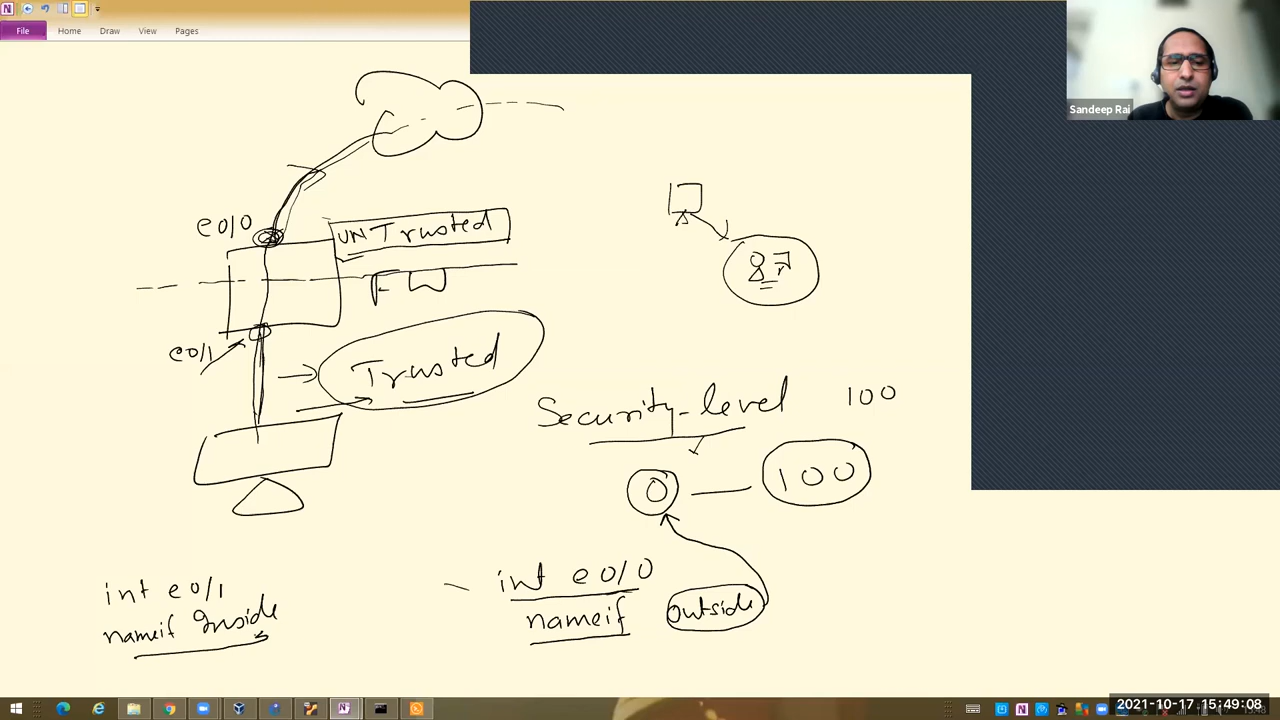 File Home Draw View Pages
Sandeep Rai
e0/0
UNTrusted
FW
87
e0/1
Trusted
Security-level 100
0 — 100
int e0/1
nameif Inside
int e0/0
nameif outside
2021-10-17 15:49:08